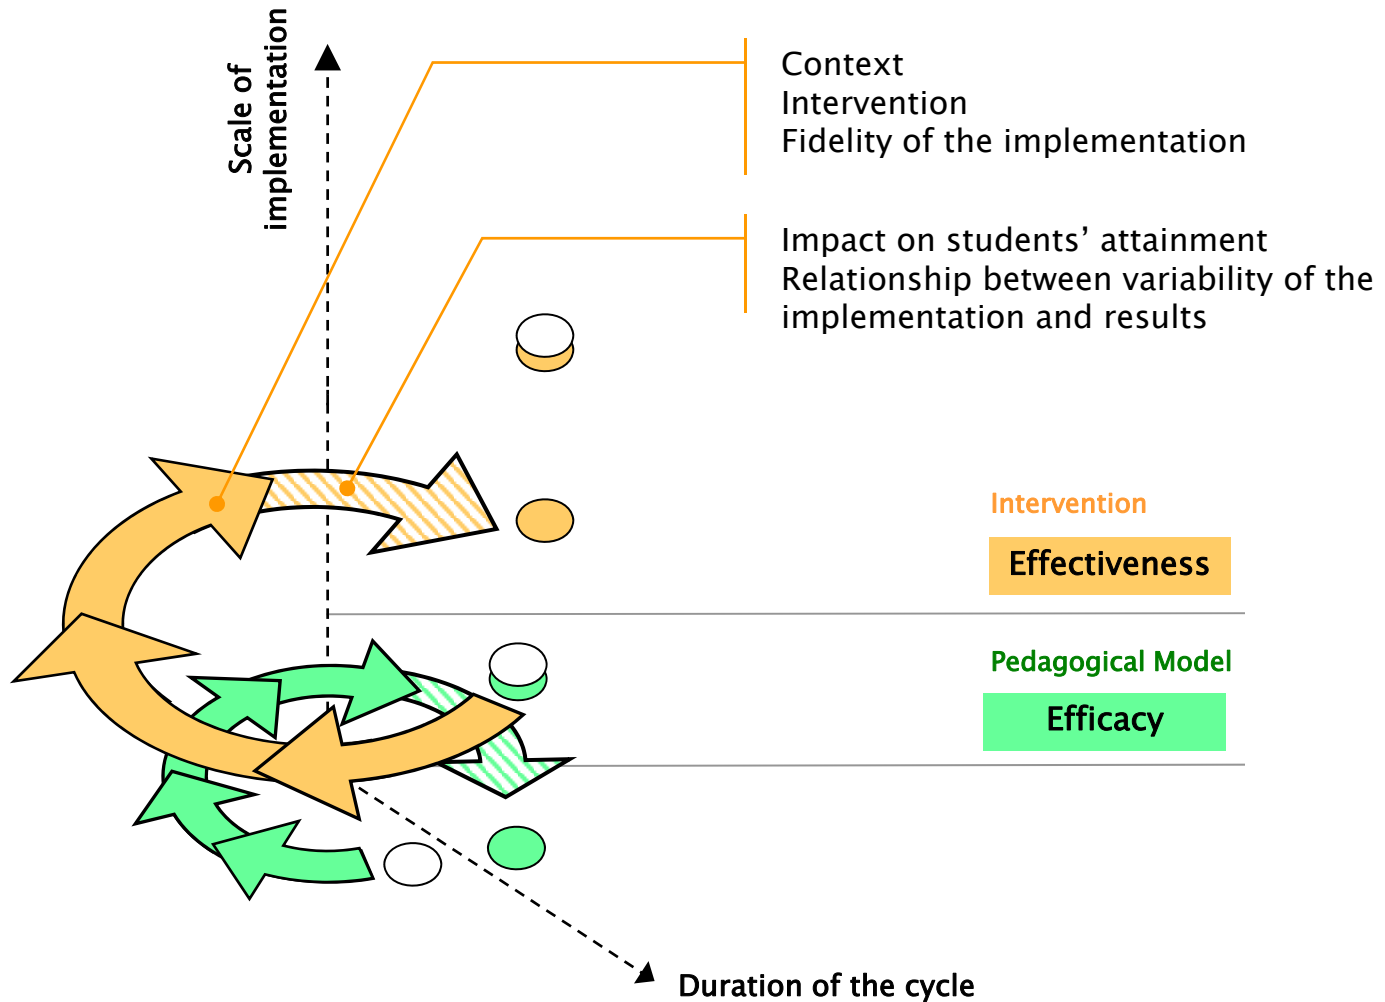 Scale of
implementation
Context
Intervention
Fidelity of the implementation
Impact on students’ attainment
Relationship between variability of the
implementation and results
Intervention
Effectiveness
Pedagogical Model
Efficacy
Duration of the cycle